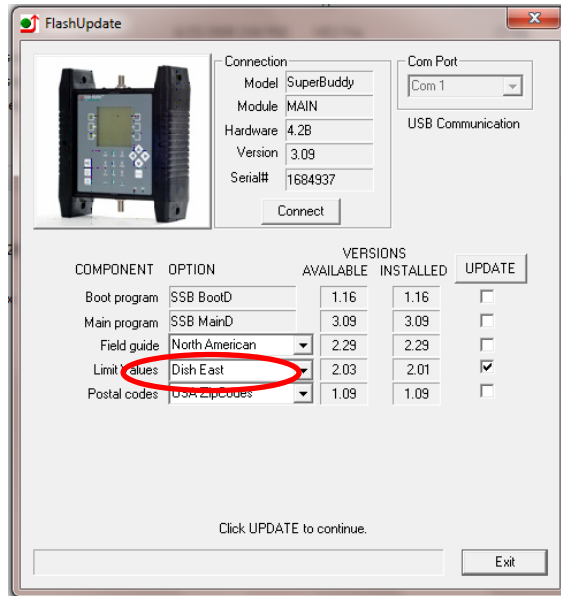 FlashUpdate
Connection
Model SuperBuddy
Module MAIN
Hardware 4.2B
Version 3.09
Serial# 1684937
Connect
Com Port
Com 1
USB Communication
VERSIONS
COMPONENT OPTION AVAILABLE INSTALLED UPDATE
Boot program SSB BootD 1.16 1.16
Main program SSB MainD 3.09 3.09
Field guide North American 2.29 2.29
Limit Values Dish East 2.03 2.01
Postal codes USA ZipCodes 1.09 1.09
Click UPDATE to continue.
Exit